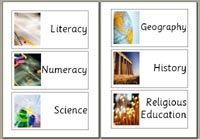 Literacy
Numeracy
Science
Geography
History
Religious
Education